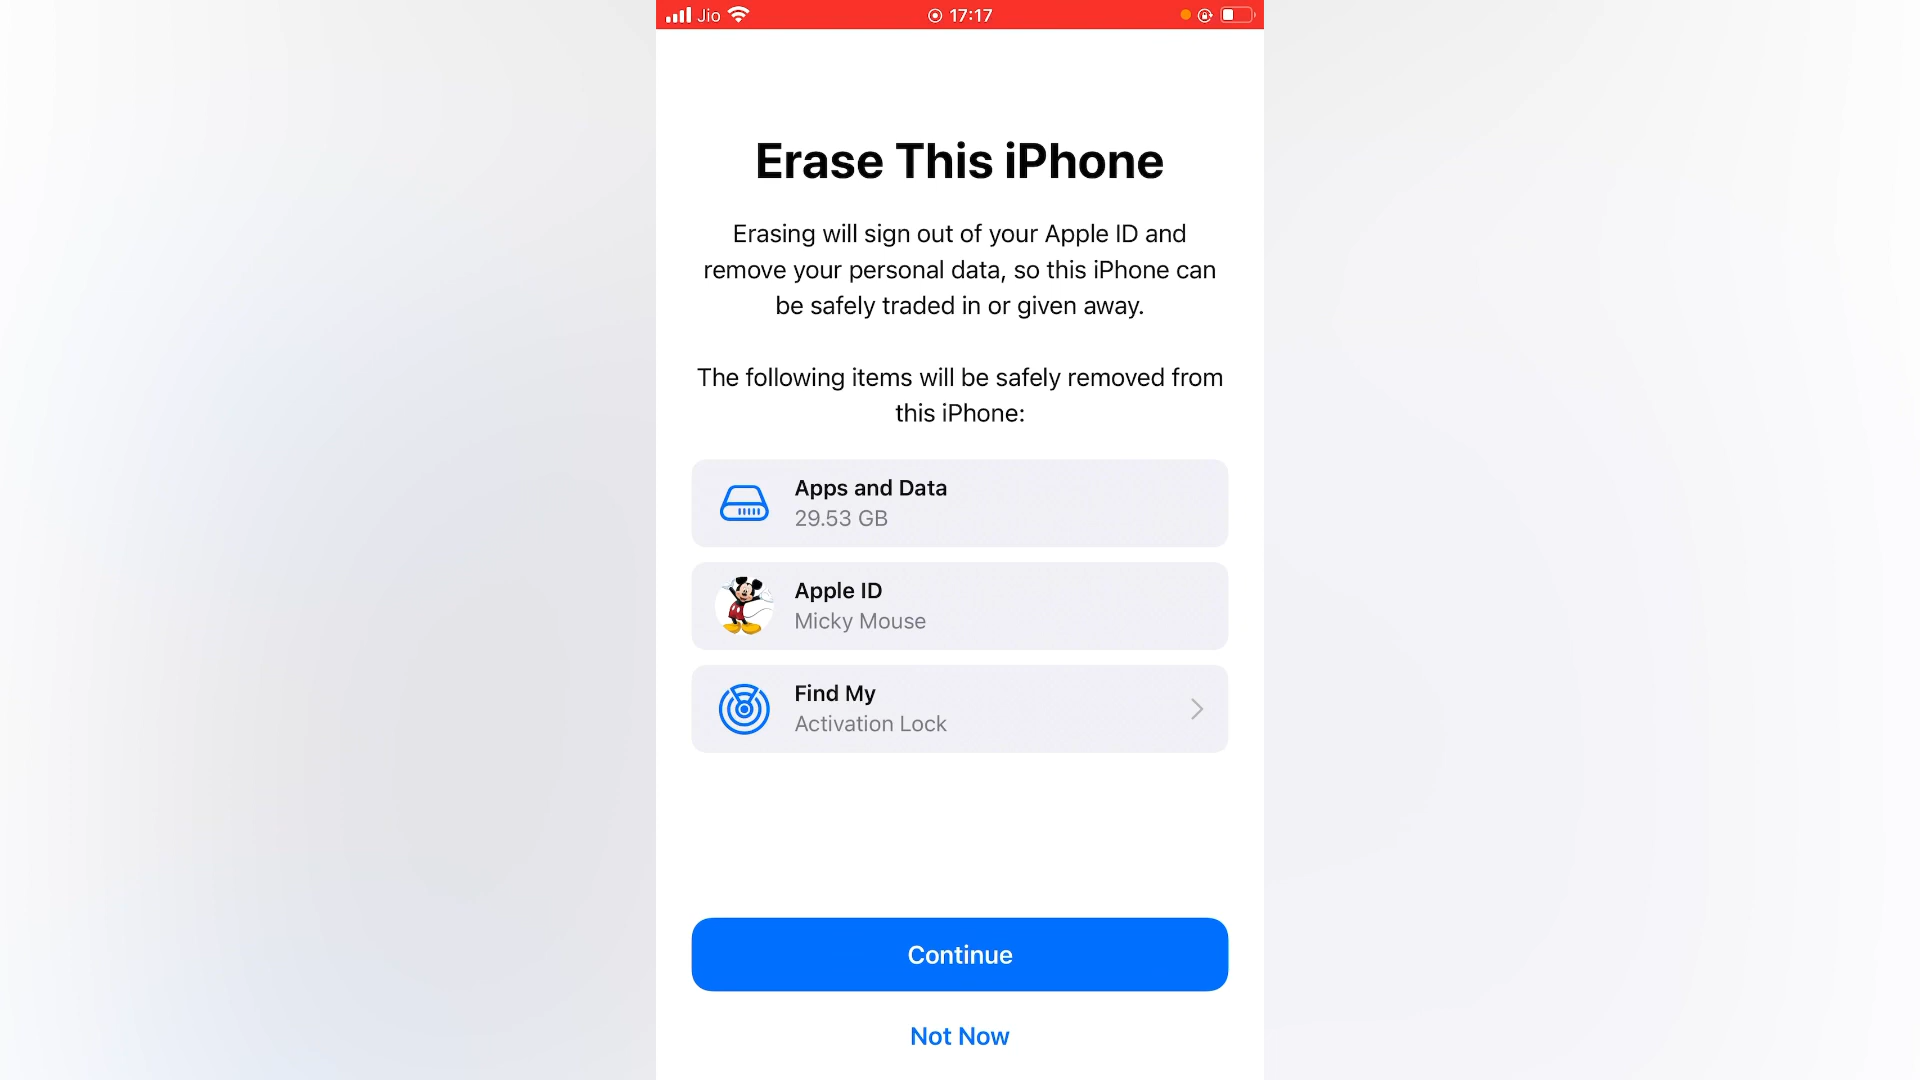 Jio 17:17
Erase This iPhone
Erasing will sign out of your Apple ID and
remove your personal data, so this iPhone can
be safely traded in or given away.
The following items will be safely removed from
this iPhone:
Apps and Data
29.53 GB
Apple ID
Micky Mouse
Find My
Activation Lock
Continue
Not Now